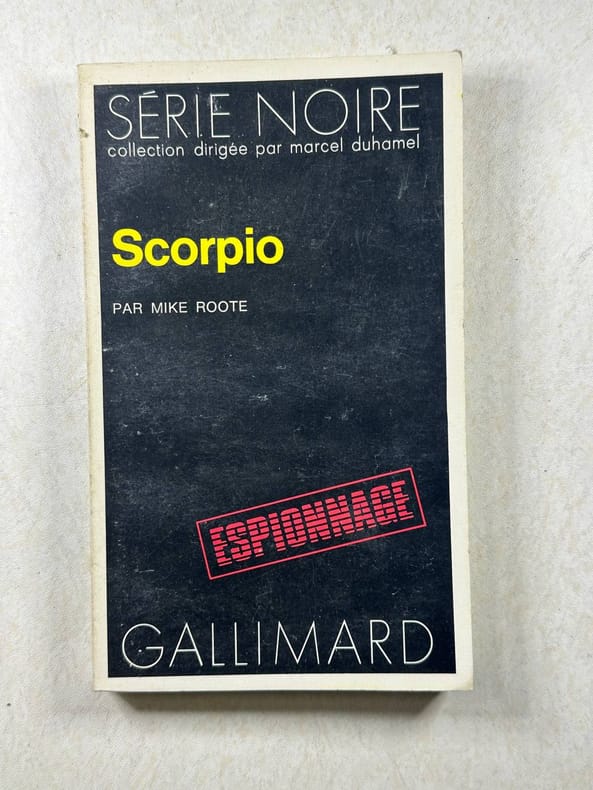 SÉRIE NOIRE
collection dirigée par marcel duhamel
Scorpio
PAR MIKE ROOTE
ESPIONNAGE
GALLIMARD